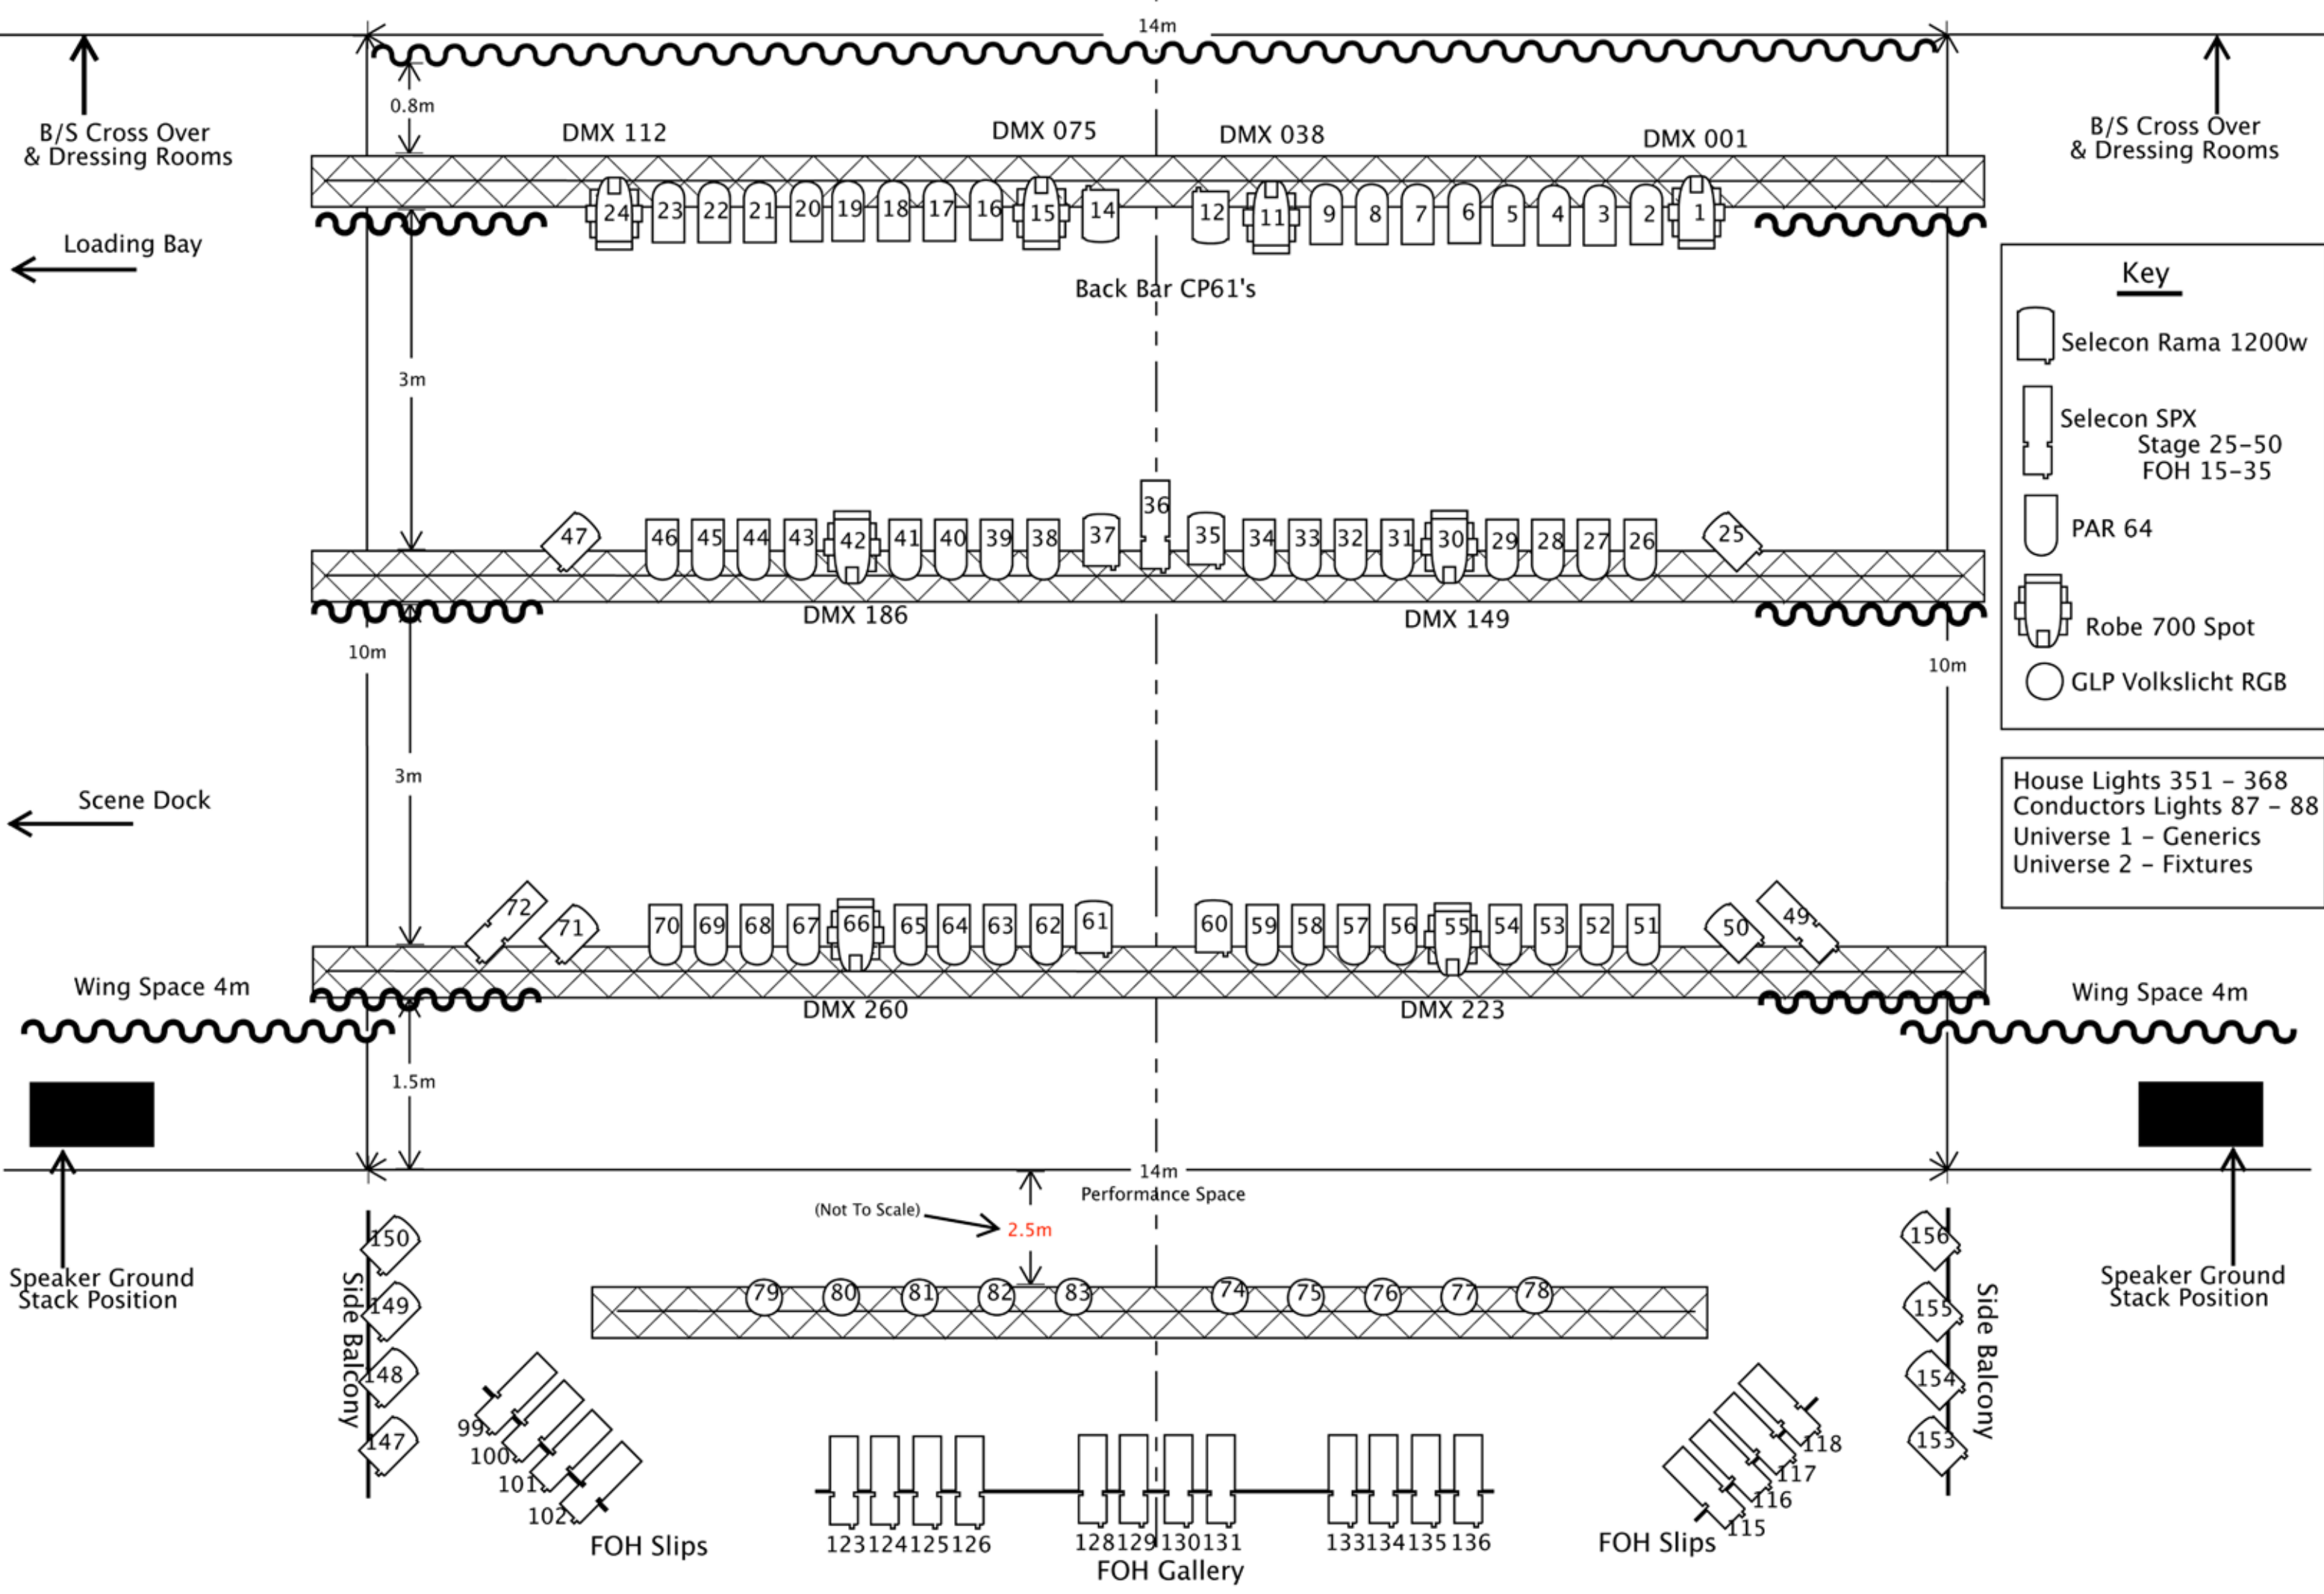 14m
0.8m
B/S Cross Over
& Dressing Rooms
DMX 112
DMX 075
DMX 038
DMX 001
B/S Cross Over
& Dressing Rooms
24 23 22 21 20 19 18 17 16 15 14 12 11 9 8 7 6 5 4 3 2 1
Loading Bay
Back Bar CP61's
Key
Selecon Rama 1200w
Selecon SPX
Stage 25-50
FOH 15-35
PAR 64
Robe 700 Spot
GLP Volkslicht RGB
3m
47 46 45 44 43 42 41 40 39 38 37 36 35 34 33 32 31 30 29 28 27 26 25
DMX 186
DMX 149
10m
10m
3m
Scene Dock
House Lights 351 - 368
Conductors Lights 87 - 88
Universe 1 - Generics
Universe 2 - Fixtures
72 71 70 69 68 67 66 65 64 63 62 61 60 59 58 57 56 55 54 53 52 51 50 49
Wing Space 4m
DMX 260
DMX 223
Wing Space 4m
1.5m
14m
Performance Space
(Not To Scale)
2.5m
Speaker Ground
Stack Position
Speaker Ground
Stack Position
79 80 81 82 83 74 75 76 77 78
150
149
148
147
Side Balcony
156
155
154
153
Side Balcony
99
100
101
102
FOH Slips
123 124 125 126 128 129 130 131 133 134 135 136
FOH Gallery
118
117
116
115
FOH Slips